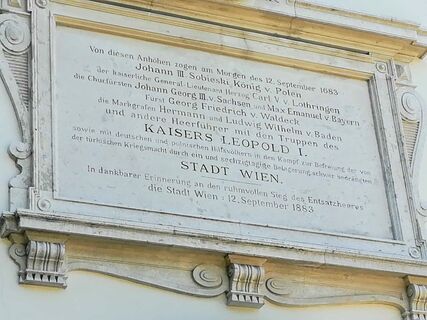 Von diesen Anhöhen zogen am Morgen des 12. September 1683
Johann III. Sobieski, König v. Polen
der kaiserliche General-Lieutenant Herzog Carl V. v. Lothringen
die Churfürsten Johann Georg III. v. Sachsen und Max Emanuel v. Bayern
Fürst Georg Friedrich v. Waldeck
die Markgrafen Hermann und Ludwig Wilhelm v. Baden
und andere Heerführer mit den Truppen des
KAISERS LEOPOLD I.
sowie mit deutschen und polnischen Hilfsvölkern in den Kampf zur Befreiung der von
der türkischen Kriegsmacht durch ein und sechzigtägige Belagerung schwer bedrängten
STADT WIEN.
In dankbarer Erinnerung an den ruhmvollen Sieg des Entsatzheeres
die Stadt Wien : 12. September 1883